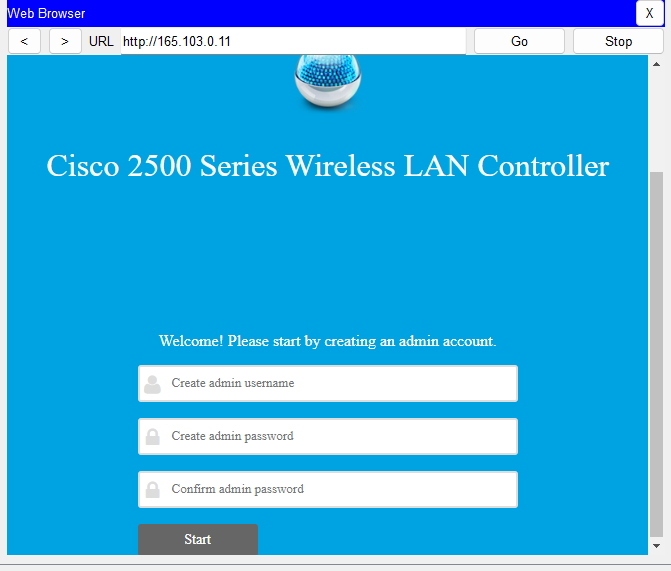 Web Browser X
< > URL http://165.103.0.11 Go Stop
Cisco 2500 Series Wireless LAN Controller
Welcome! Please start by creating an admin account.
Create admin username
Create admin password
Confirm admin password
Start